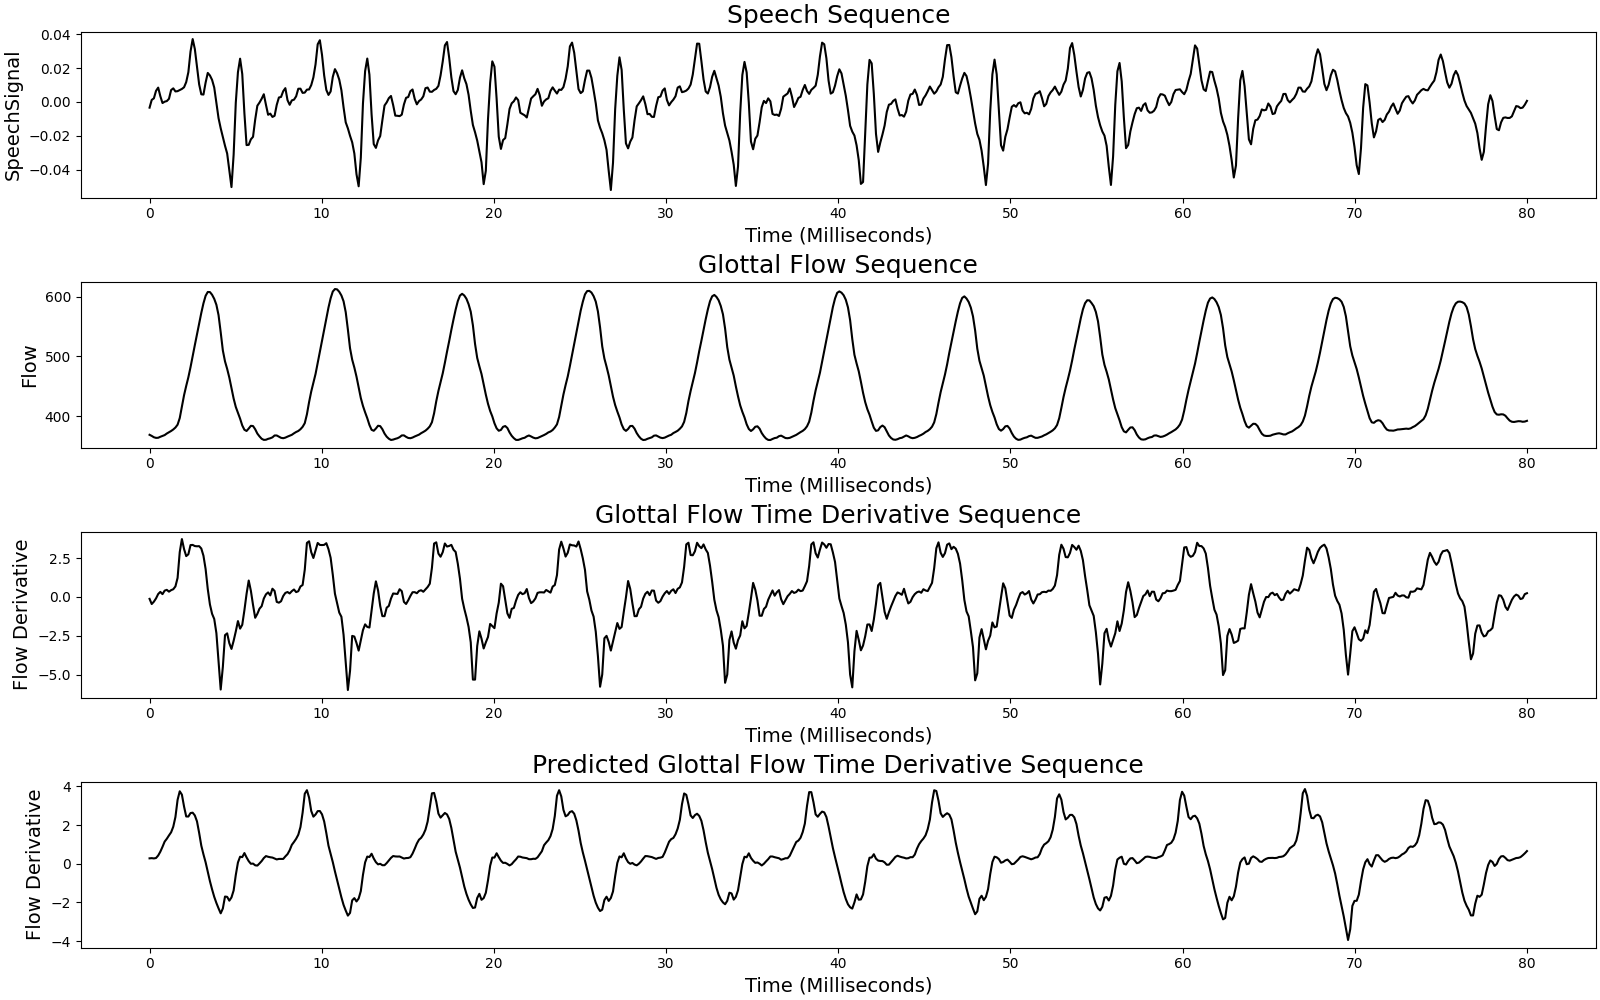 Speech Sequence
SpeechSignal
0.04
0.02
0.00
−0.02
−0.04
0 10 20 30 40 50 60 70 80
Time (Milliseconds)
Glottal Flow Sequence
Flow
600
500
400
0 10 20 30 40 50 60 70 80
Time (Milliseconds)
Glottal Flow Time Derivative Sequence
Flow Derivative
2.5
0.0
−2.5
−5.0
0 10 20 30 40 50 60 70 80
Time (Milliseconds)
Predicted Glottal Flow Time Derivative Sequence
Flow Derivative
4
2
0
−2
−4
0 10 20 30 40 50 60 70 80
Time (Milliseconds)